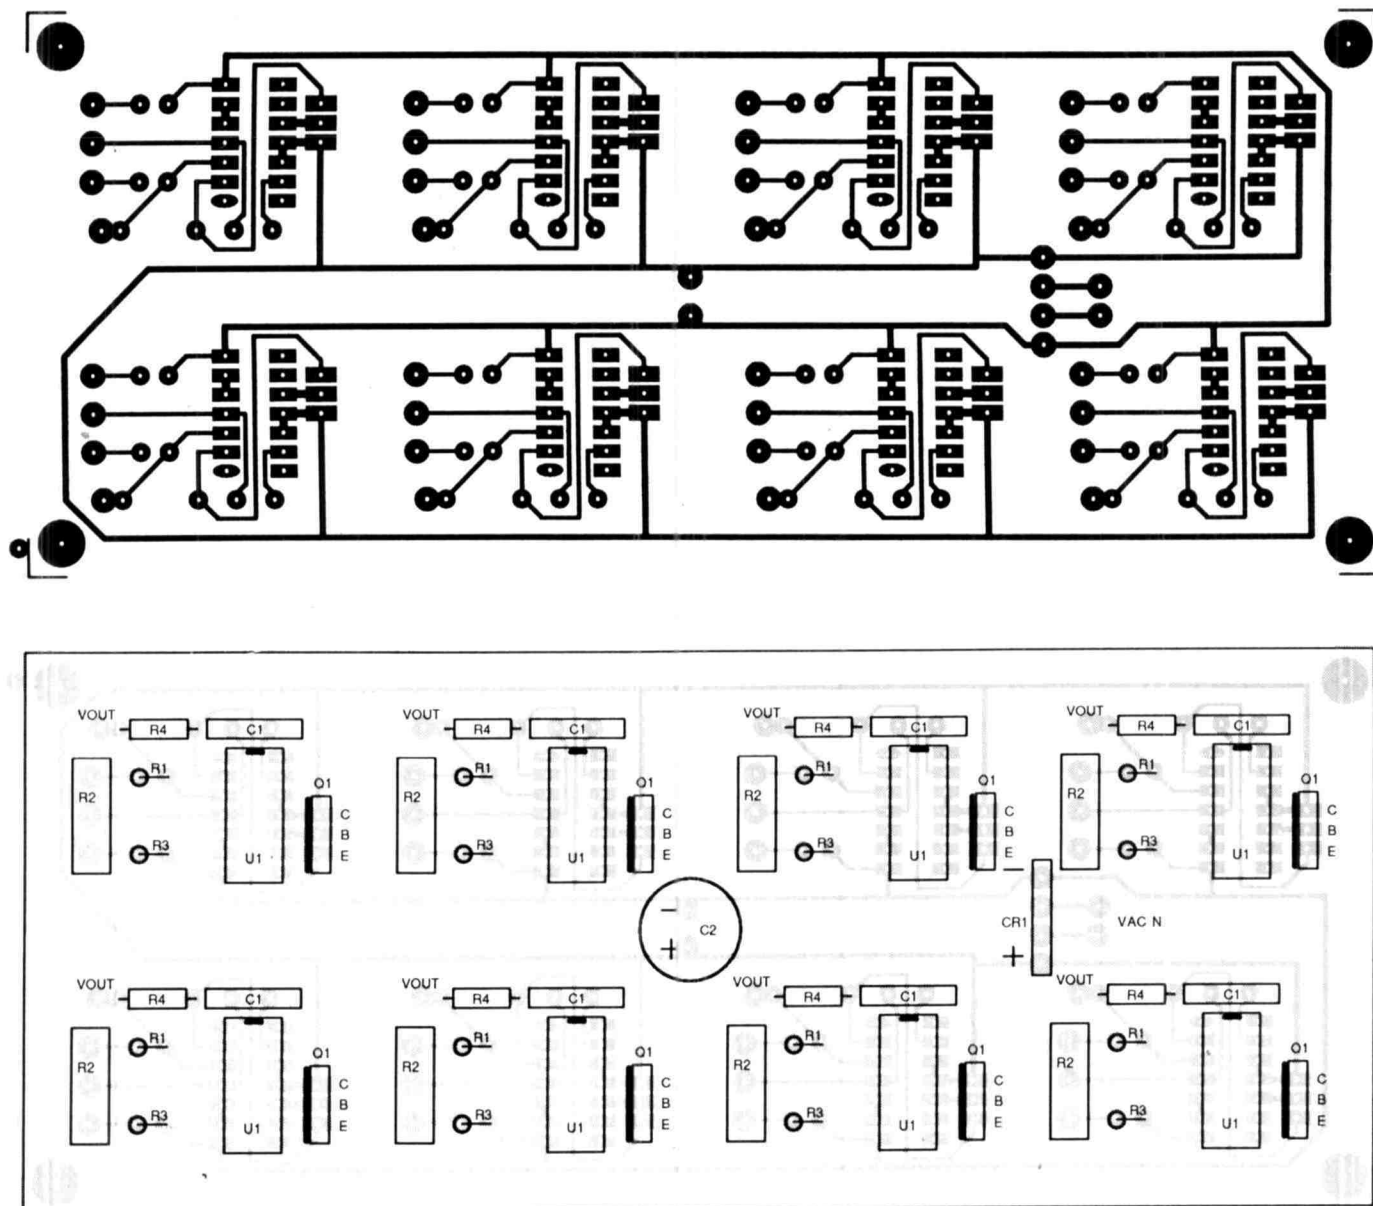 VOUT R4 C1 VOUT R4 C1 VOUT R4 C1 VOUT R4 C1
R2 R1 Q1 R2 R1 Q1 R2 R1 Q1 R2 R1 Q1
C C C C
B B B B
R3 U1 E R3 U1 E R3 U1 E R3 U1 E
−
− C2 CR1 VAC N
+ +
VOUT R4 C1 VOUT R4 C1 VOUT R4 C1 VOUT R4 C1
R2 R1 Q1 R2 R1 Q1 R2 R1 Q1 R2 R1 Q1
C C C C
B B B B
R3 U1 E R3 U1 E R3 U1 E R3 U1 E